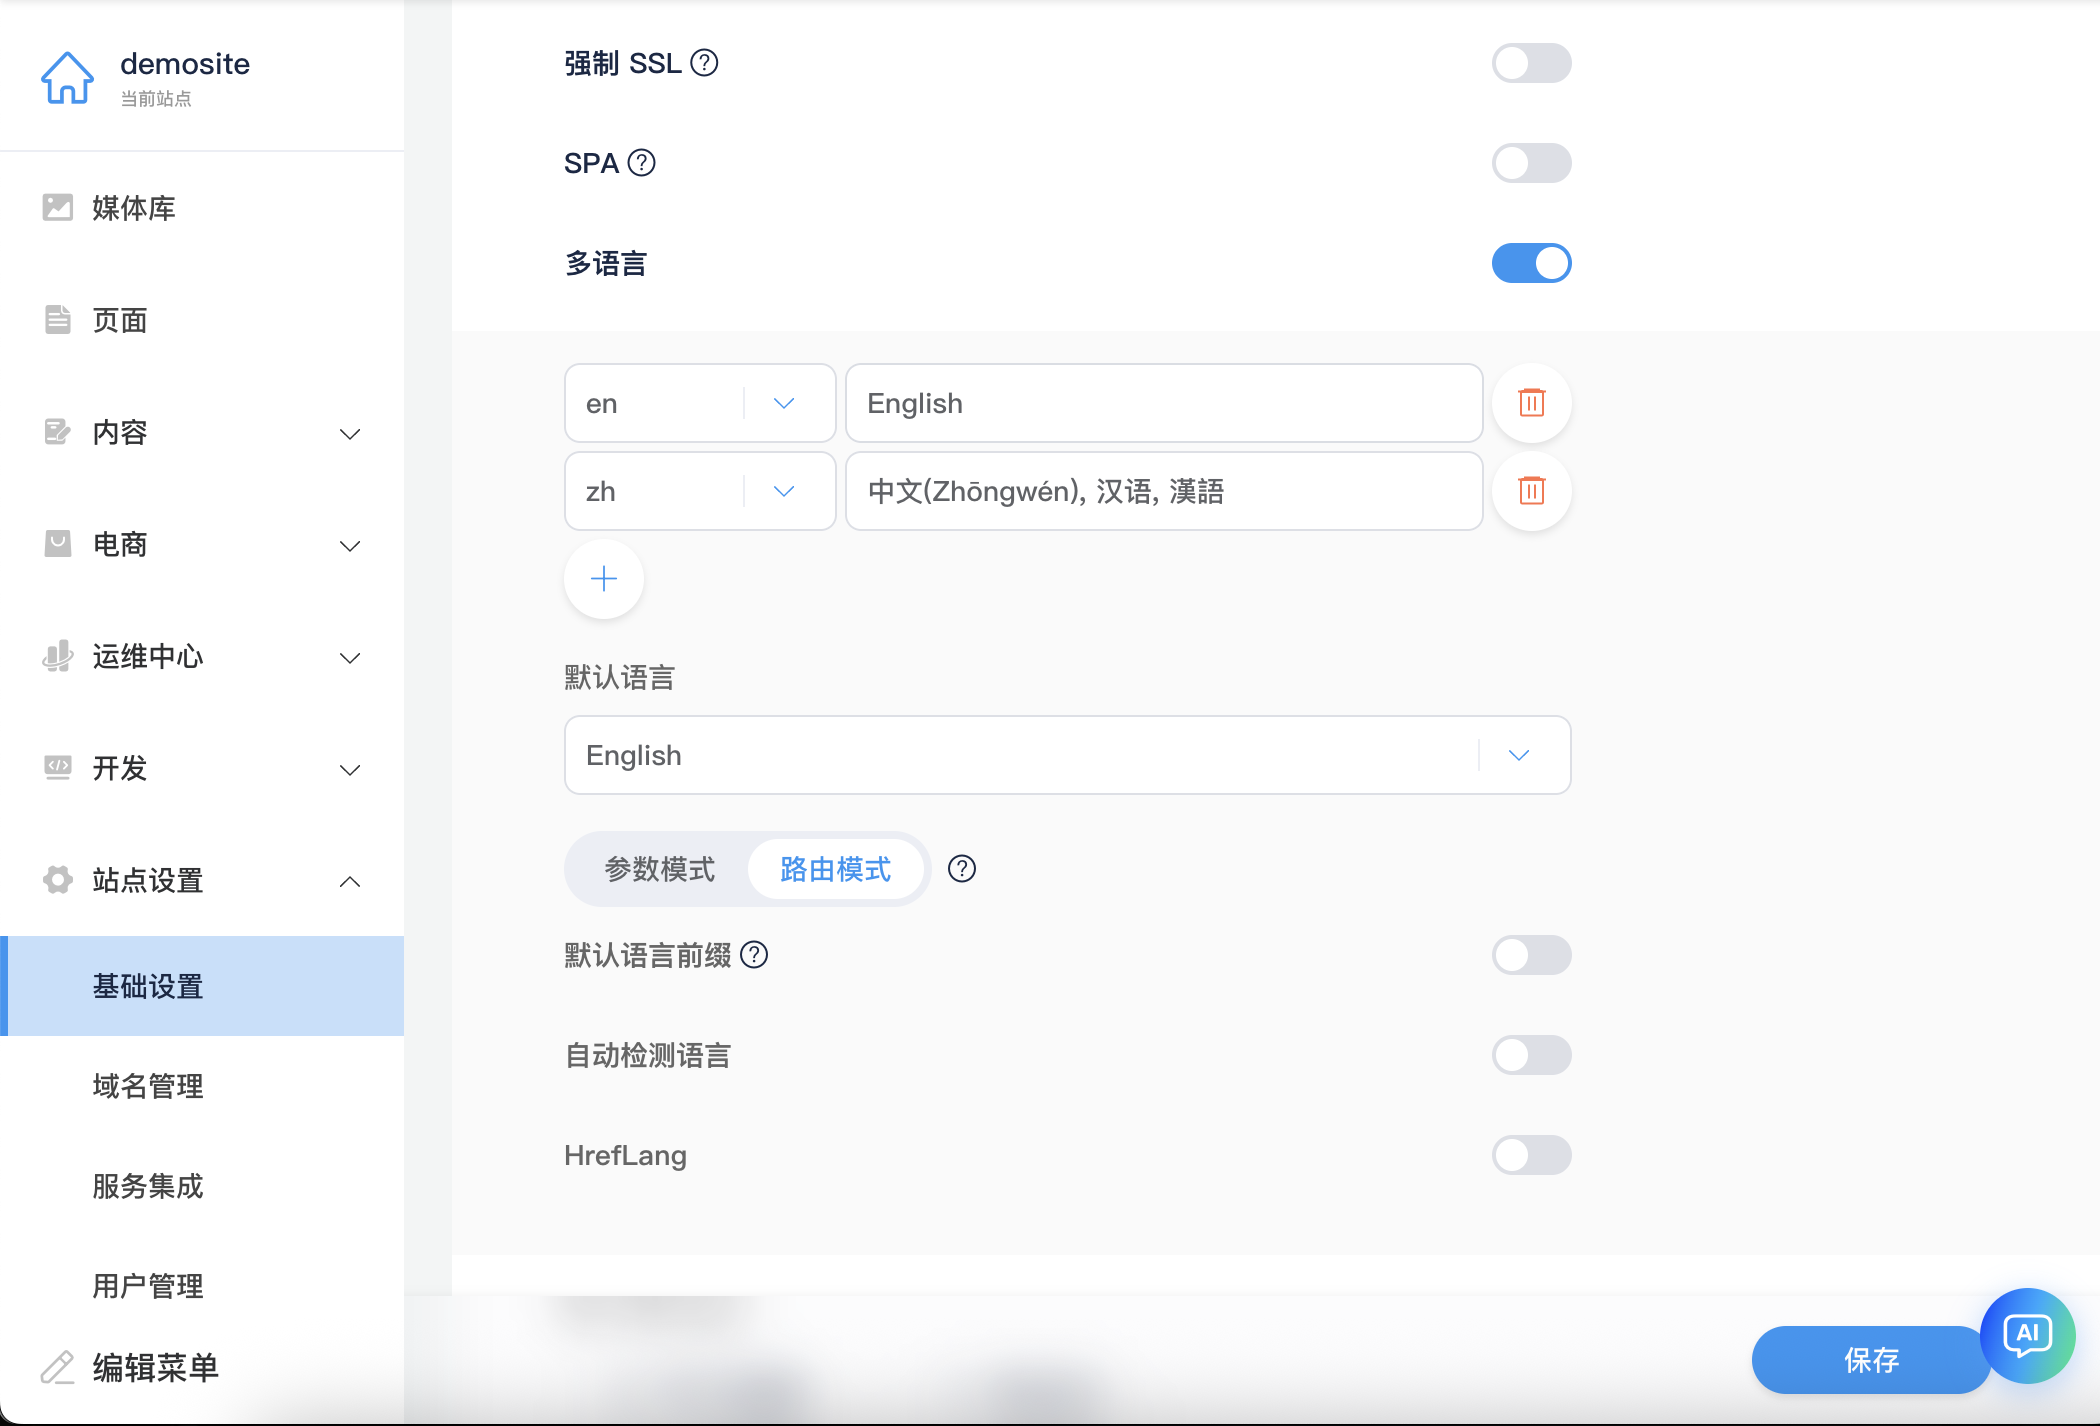 demosite
当前站点
媒体库
页面
内容
电商
运维中心
开发
站点设置
基础设置
域名管理
服务集成
用户管理
编辑菜单
强制 SSL
SPA
多语言
en
English
zh
中文(Zhōngwén), 汉语, 漢語
默认语言
English
参数模式
路由模式
默认语言前缀
自动检测语言
HrefLang
保存
AI